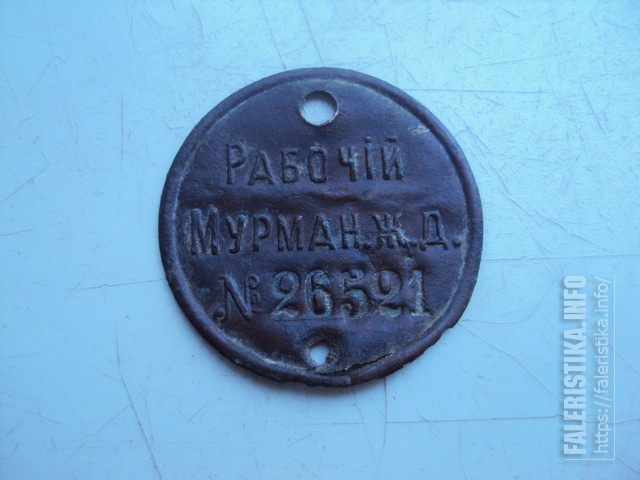 Рабочій
Мурман.Ж.Д.
№ 26521
FALERISTIKA.INFO
https://faleristika.info/